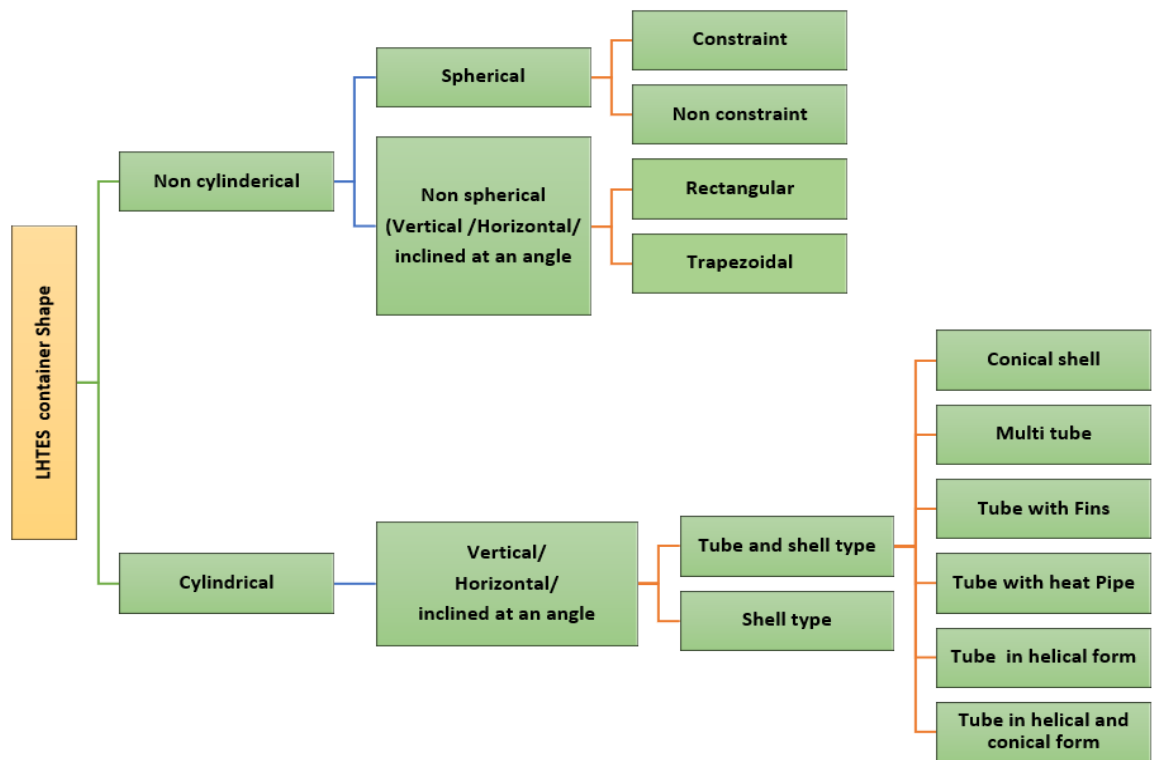 LHTES container Shape
Non cylinderical
Spherical
Constraint
Non constraint
Non spherical
(Vertical /Horizontal/
inclined at an angle
Rectangular
Trapezoidal
Cylindrical
Vertical/
Horizontal/
inclined at an angle
Tube and shell type
Shell type
Conical shell
Multi tube
Tube with Fins
Tube with heat Pipe
Tube in helical form
Tube in helical and
conical form